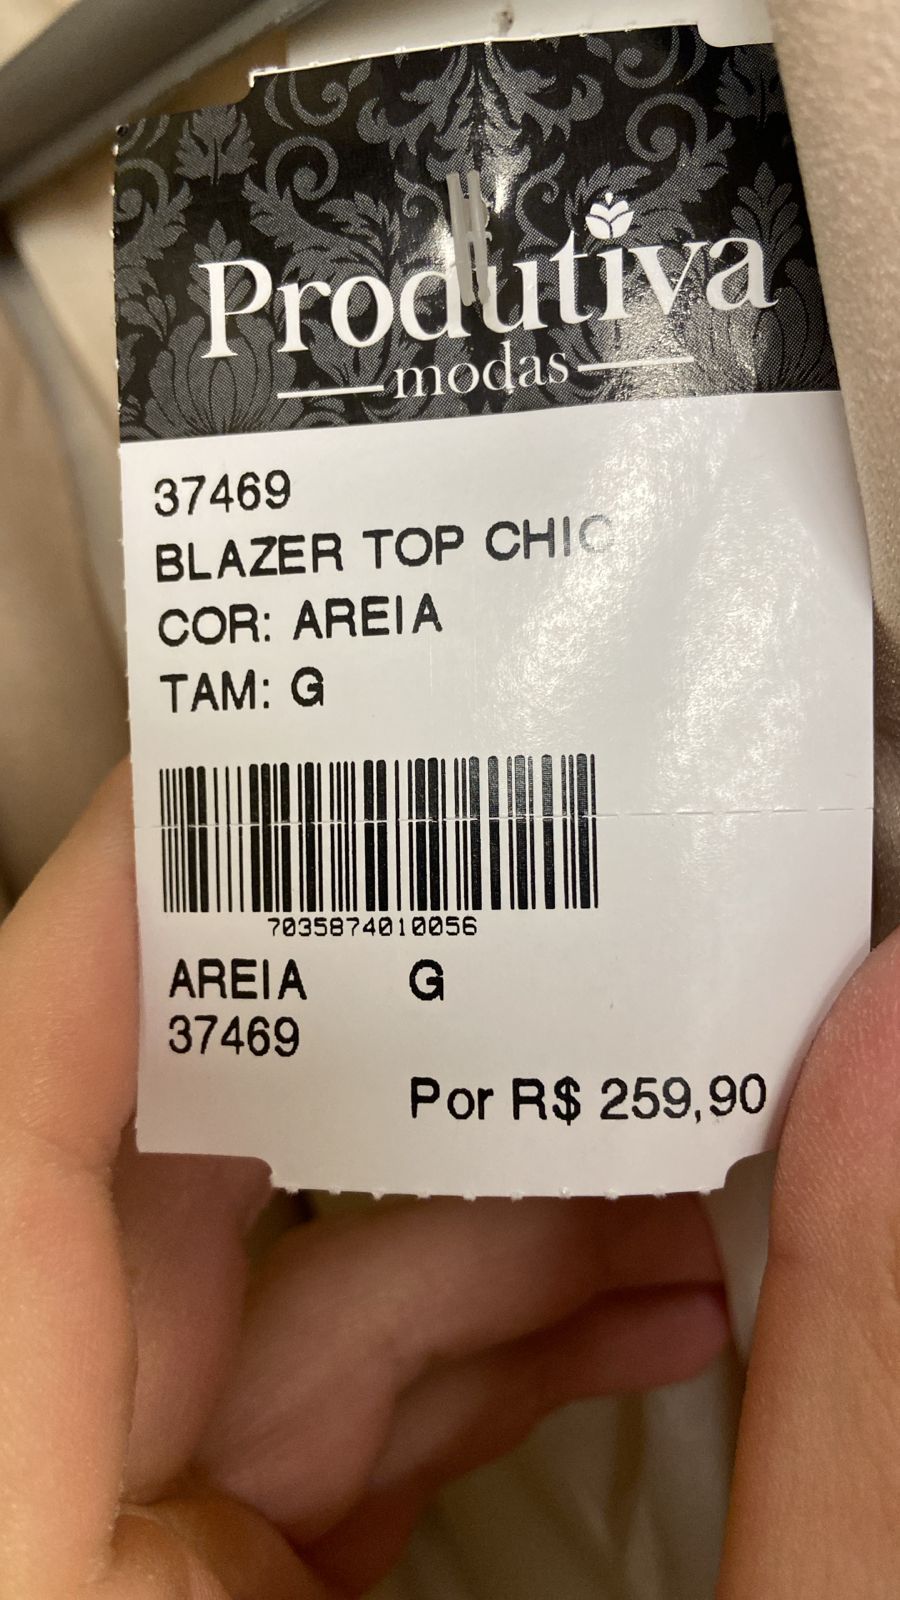 Produtiva
modas
37469
BLAZER TOP CHIC
COR: AREIA
TAM: G
7035874010056
AREIA G
37469
Por R$ 259,90